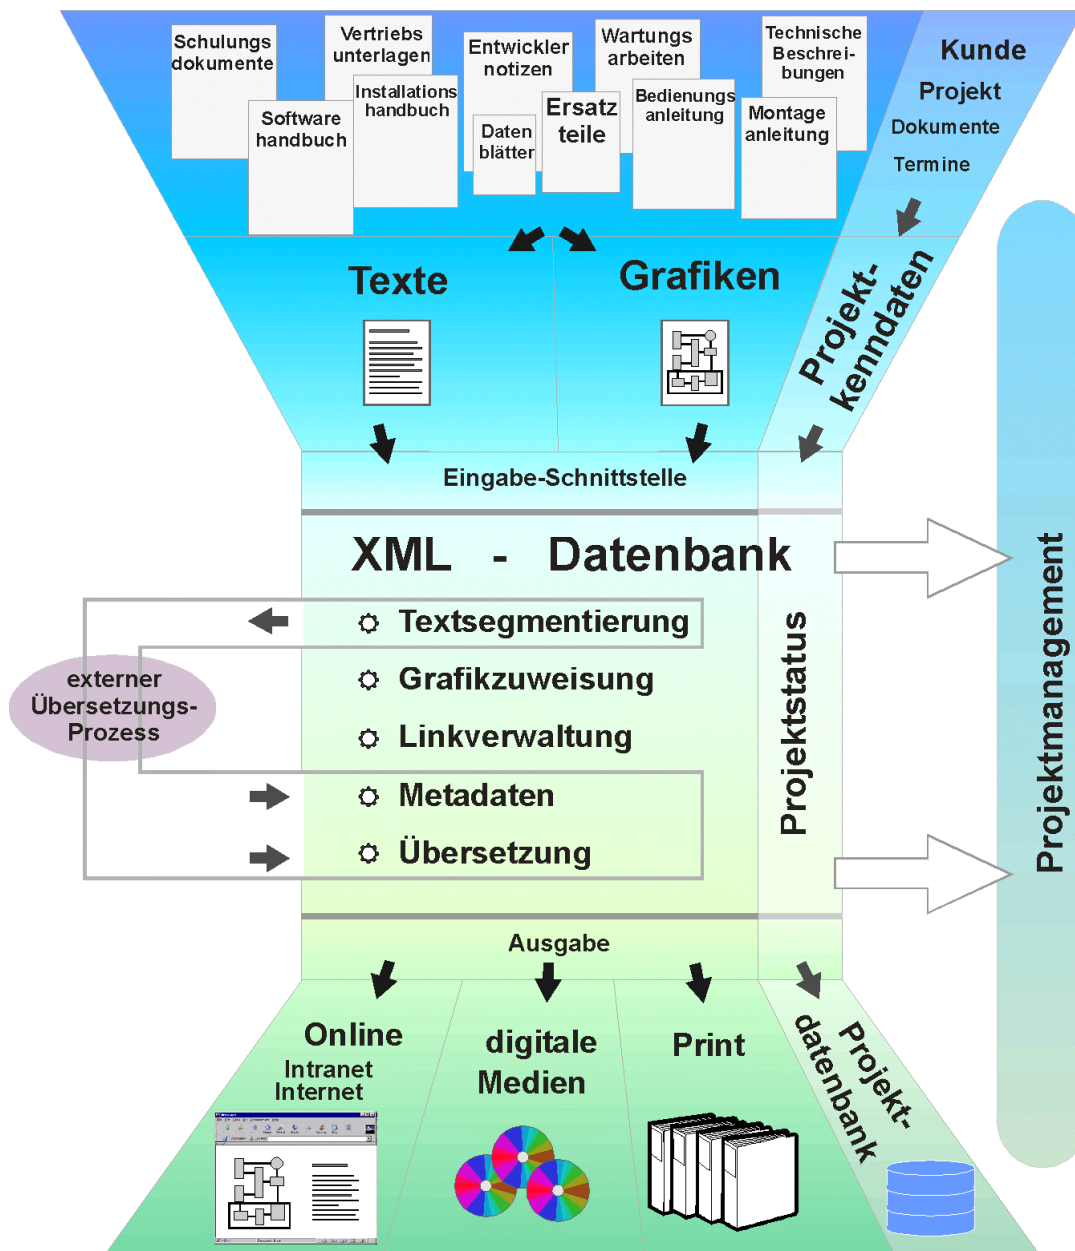 Schulungs
dokumente
Vertriebs
unterlagen
Entwickler
notizen
Wartungs
arbeiten
Technische
Beschrei-
bungen
Software
handbuch
Installations
handbuch
Daten
blätter
Ersatz
teile
Bedienungs
anleitung
Montage
anleitung
Kunde
Projekt
Dokumente
Termine
Texte
Grafiken
Projekt-
kenndaten
Eingabe-Schnittstelle
XML - Datenbank
Textsegmentierung
Grafikzuweisung
Linkverwaltung
Metadaten
Übersetzung
externer
Übersetzungs-
Prozess
Projektstatus
Projektmanagement
Ausgabe
Online
Intranet
Internet
digitale
Medien
Print
Projekt-
datenbank